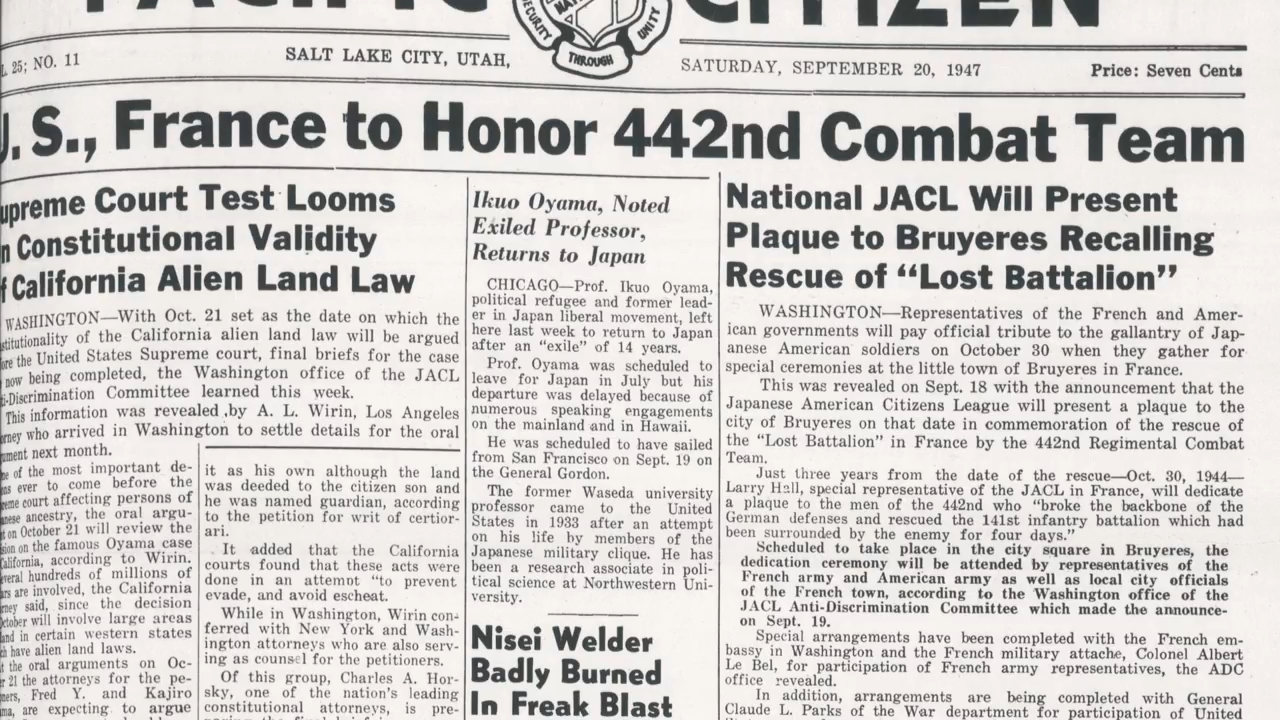 PACIFIC CITIZEN
SECURITY THROUGH UNITY
25; NO. 11
SALT LAKE CITY, UTAH,
SATURDAY, SEPTEMBER 20, 1947
Price: Seven Cents
S., France to Honor 442nd Combat Team
upreme Court Test Looms
n Constitutional Validity
f California Alien Land Law
WASHINGTON—With Oct. 21 set as the date on which the
stitutionality of the California alien land law will be argued
ore the United States Supreme court, final briefs for the case
now being completed, the Washington office of the JACL
i-Discrimination Committee learned this week.
This information was revealed by A. L. Wirin, Los Angeles
orney who arrived in Washington to settle details for the oral
ument next month.
ne of the most important de-
ns ever to come before the
reme court affecting persons of
anese ancestry, the oral argu-
t on October 21 will review the
sion on the famous Oyama case
California, according to Wirin.
everal hundreds of millions of
ars are involved, the California
rney said, since the decision
October will involve large areas
and in certain western states
h have alien land laws.
t the oral arguments on Oc-
r 21 the attorneys for the pe-
ners, Fred Y. and Kajiro
ma, are expecting to argue
it as his own although the land
was deeded to the citizen son and
he was named guardian, according
to the petition for writ of certior-
ari.
It added that the California
courts found that these acts were
done in an attemot "to prevent
evade, and avoid escheat.
While in Washington, Wirin con-
ferred with New York and Wash-
ington attorneys who are also serv-
ing as counsel for the petitioners.
Of this group, Charles A. Hor-
sky, one of the nation's leading
constitutional attorneys, is pre-
Ikuo Oyama, Noted
Exiled Professor,
Returns to Japan
CHICAGO—Prof. Ikuo Oyama,
political refugee and former lead-
er in Japan liberal movement, left
here last week to return to Japan
after an "exile" of 14 years.
Prof. Oyama was scheduled to
leave for Japan in July but his
departure was delayed because of
numerous speaking engagements
on the mainland and in Hawaii.
He was scheduled to have sailed
from San Francisco on Sept. 19 on
the General Gordon.
The former Waseda university
professor came to the United
States in 1933 after an attempt
on his life by members of the
Japanese military clique. He has
been a research associate in poli-
tical science at Northwestern Uni-
versity.
Nisei Welder
Badly Burned
In Freak Blast
National JACL Will Present
Plaque to Bruyeres Recalling
Rescue of "Lost Battalion"
WASHINGTON—Representatives of the French and Amer-
ican governments will pay official tribute to the gallantry of Jap-
anese American soldiers on October 30 when they gather for
special ceremonies at the little town of Bruyeres in France.
This was revealed on Sept. 18 with the announcement that the
Japanese American Citizens League will present a plaque to the
city of Bruyeres on that date in commemoration of the rescue of
the "Lost Battalion" in France by the 442nd Regimental Combat
Team.
Just three years from the date of the rescue—Oct. 30, 1944—
Larry Hall, special representative of the JACL in France, will dedicate
a plaque to the men of the 442nd who "broke the backbone of the
German defenses and rescued the 141st infantry battalion which had
been surrounded by the enemy for four days."
Scheduled to take place in the city square in Bruyeres, the
dedication ceremony will be attended by representatives of the
French army and American army as well as local city officials
of the French town, according to the Washington office of the
JACL Anti-Discrimination Committee which made the announce-
on Sept. 19.
Special arrangements have been completed with the French em-
bassy in Washington and the French military attache, Colonel Albert
Le Bel, for participation of French army representatives, the ADC
office revealed.
In addition, arrangements are being completed with General
Claude L. Parks of the War department for participation of United